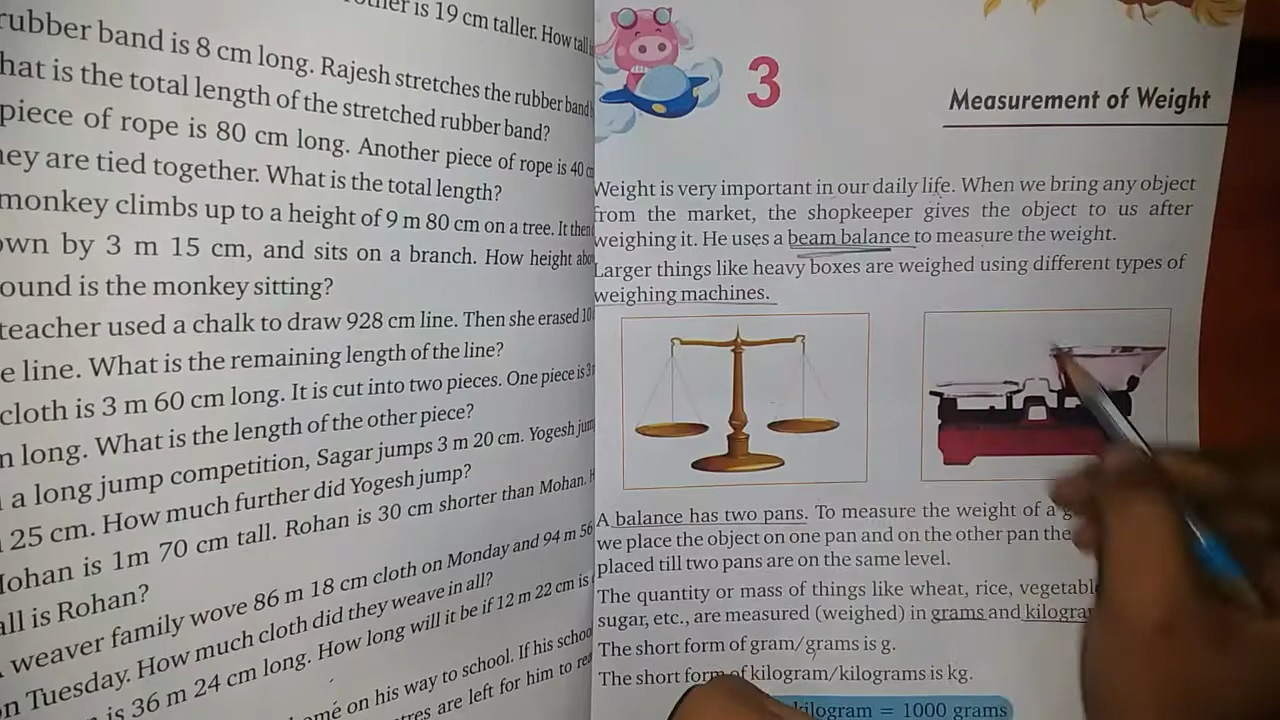 is 19 cm taller. How tall
rubber band is 8 cm long. Rajesh stretches the rubber band
hat is the total length of the stretched rubber band?
piece of rope is 80 cm long. Another piece of rope is 40
ey are tied together. What is the total length?
monkey climbs up to a height of 9 m 80 cm on a tree. It then
own by 3 m 15 cm, and sits on a branch. How height abo
ound is the monkey sitting?
teacher used a chalk to draw 928 cm line. Then she erased 10
e line. What is the remaining length of the line?
cloth is 3 m 60 cm long. It is cut into two pieces. One piece is 3
m long. What is the length of the other piece?
a long jump competition, Sagar jumps 3 m 20 cm. Yogesh jum
25 cm. How much further did Yogesh jump?
Mohan is 1m 70 cm tall. Rohan is 30 cm shorter than Mohan.
all is Rohan?
weaver family wove 86 m 18 cm cloth on Monday and 94 m 56
on Tuesday. How much cloth did they weave in all?
is 36 m 24 cm long. How long will it be if 12 m 22 cm is
ome on his way to school. If his schoo
tres are left for him to rea
3
Measurement of Weight
Weight is very important in our daily life. When we bring any object
from the market, the shopkeeper gives the object to us after
weighing it. He uses a beam balance to measure the weight.
Larger things like heavy boxes are weighed using different types of
weighing machines.
A balance has two pans. To measure the weight of a g
we place the object on one pan and on the other pan the
placed till two pans are on the same level.
The quantity or mass of things like wheat, rice, vegetabl
sugar, etc., are measured (weighed) in grams and kilogra
The short form of gram/grams is g.
The short form of kilogram/kilograms is kg.
kilogram = 1000 grams